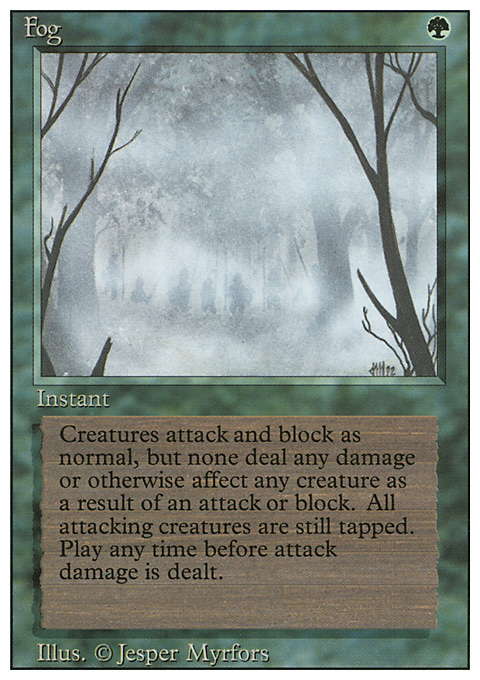 Fog
Instant
Creatures attack and block as
normal, but none deal any damage
or otherwise affect any creature as
a result of an attack or block. All
attacking creatures are still tapped.
Play any time before attack
damage is dealt.
Illus. © Jesper Myrfors